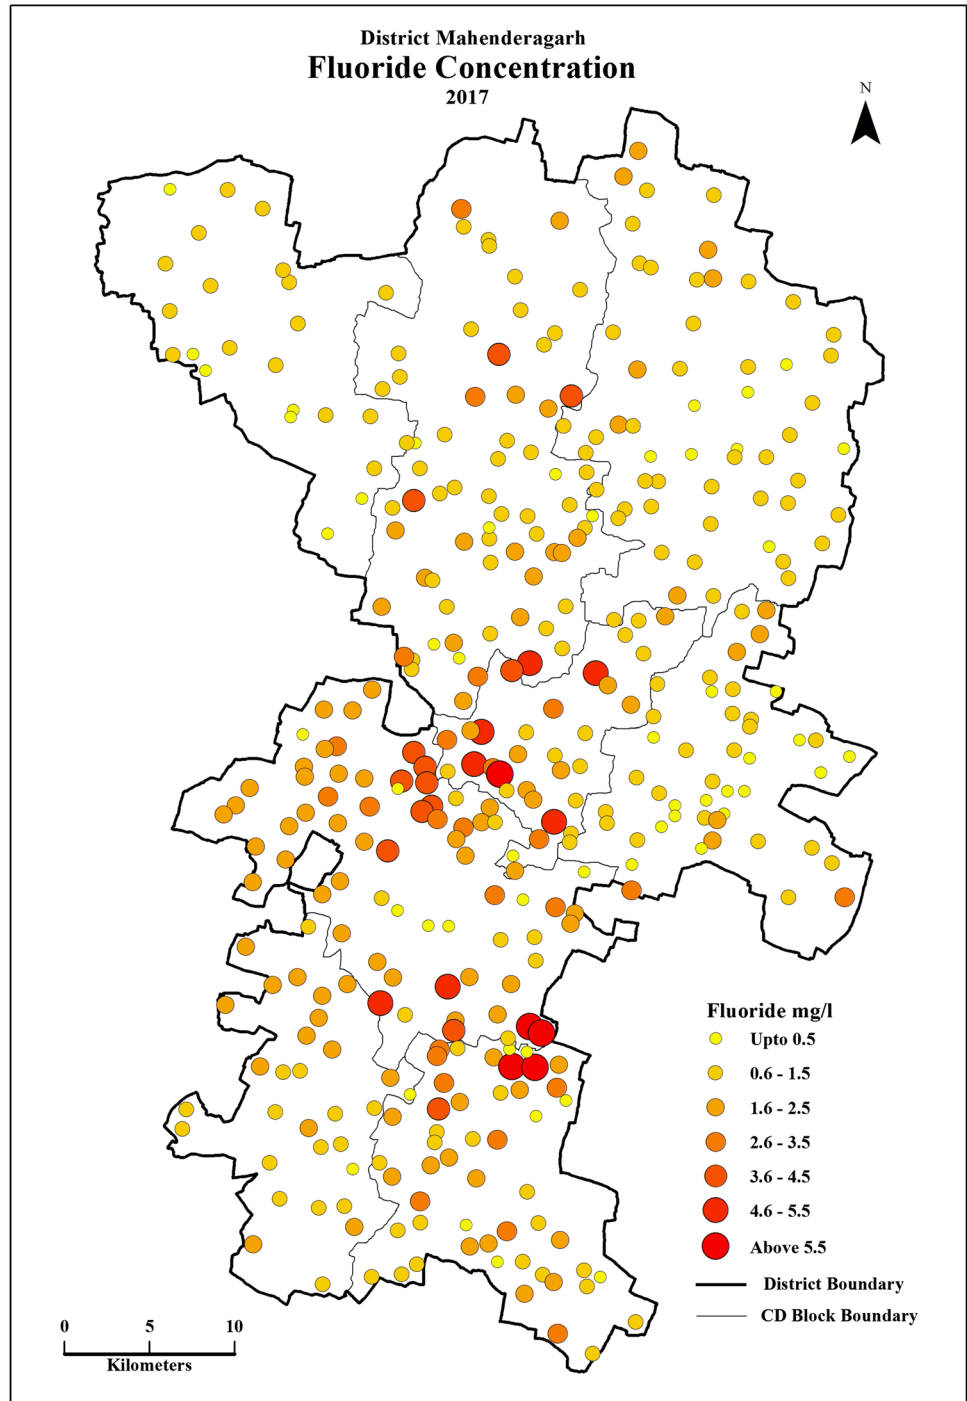 District Mahenderagarh
Fluoride Concentration
2017
N
Fluoride mg/l
Upto 0.5
0.6 - 1.5
1.6 - 2.5
2.6 - 3.5
3.6 - 4.5
4.6 - 5.5
Above 5.5
District Boundary
CD Block Boundary
0 5 10
Kilometers